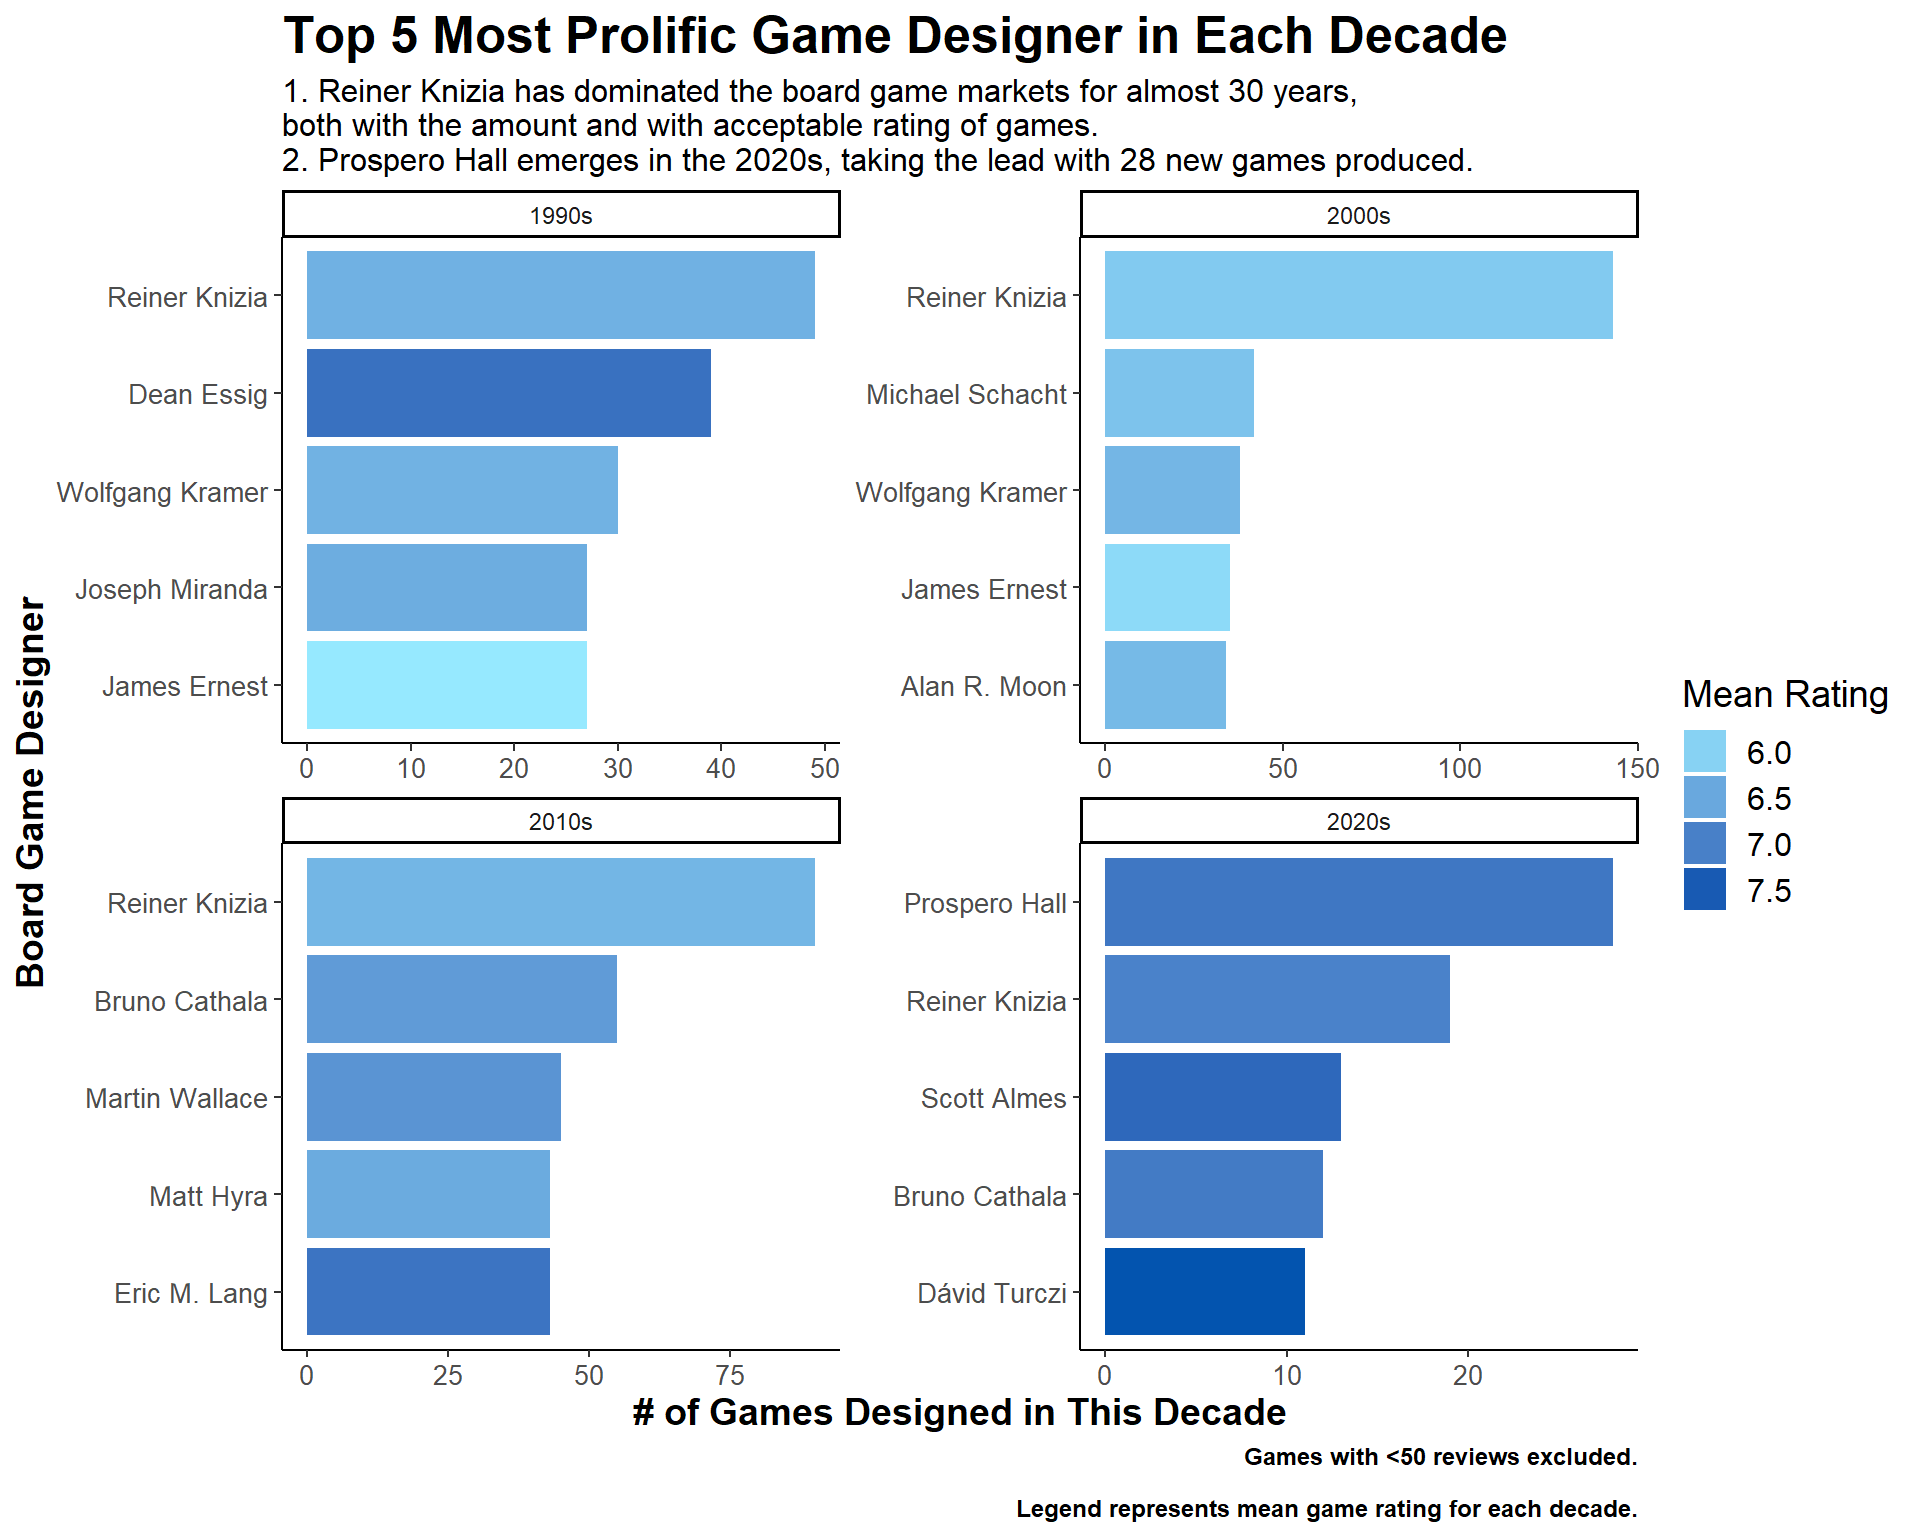 Top 5 Most Prolific Game Designer in Each Decade
1. Reiner Knizia has dominated the board game markets for almost 30 years,
both with the amount and with acceptable rating of games.
2. Prospero Hall emerges in the 2020s, taking the lead with 28 new games produced.
1990s
Reiner Knizia
Dean Essig
Wolfgang Kramer
Joseph Miranda
James Ernest
0 10 20 30 40 50
2000s
Reiner Knizia
Michael Schacht
Wolfgang Kramer
James Ernest
Alan R. Moon
0 50 100 150
2010s
Reiner Knizia
Bruno Cathala
Martin Wallace
Matt Hyra
Eric M. Lang
0 25 50 75
2020s
Prospero Hall
Reiner Knizia
Scott Almes
Bruno Cathala
Dávid Turczi
0 10 20
Board Game Designer
# of Games Designed in This Decade
Mean Rating
6.0
6.5
7.0
7.5
Games with <50 reviews excluded.
Legend represents mean game rating for each decade.